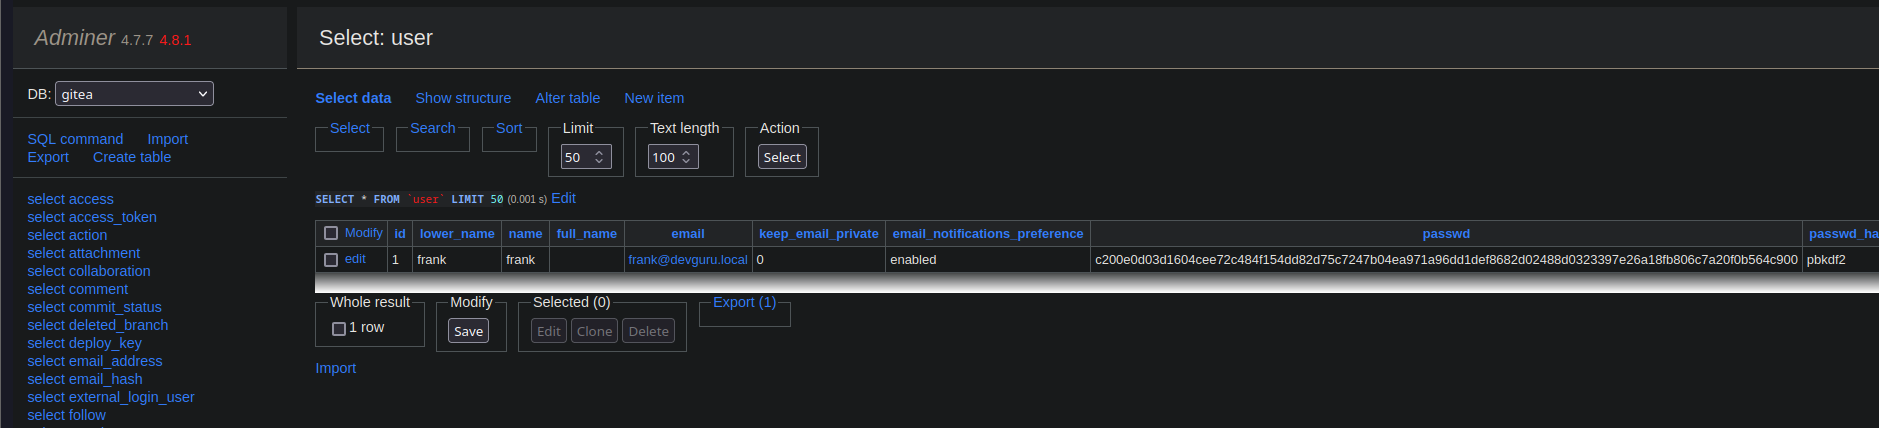 Adminer 4.7.7 4.8.1
DB: gitea
SQL command Import
Export Create table
select access
select access_token
select action
select attachment
select collaboration
select comment
select commit_status
select deleted_branch
select deploy_key
select email_address
select email_hash
select external_login_user
select follow
Select: user
Select data Show structure Alter table New item
Select Search Sort Limit Text length Action
50 100 Select
SELECT * FROM `user` LIMIT 50 (0.001 s) Edit
Modify id lower_name name full_name email keep_email_private email_notifications_preference passwd passwd_ha
edit 1 frank frank frank@devguru.local 0 enabled c200e0d03d1604cee72c484f154dd82d75c7247b04ea971a96dd1def8682d02488d0323397e26a18fb806c7a20f0b564c900 pbkdf2
Whole result Modify Selected (0) Export (1)
1 row Save Edit Clone Delete
Import